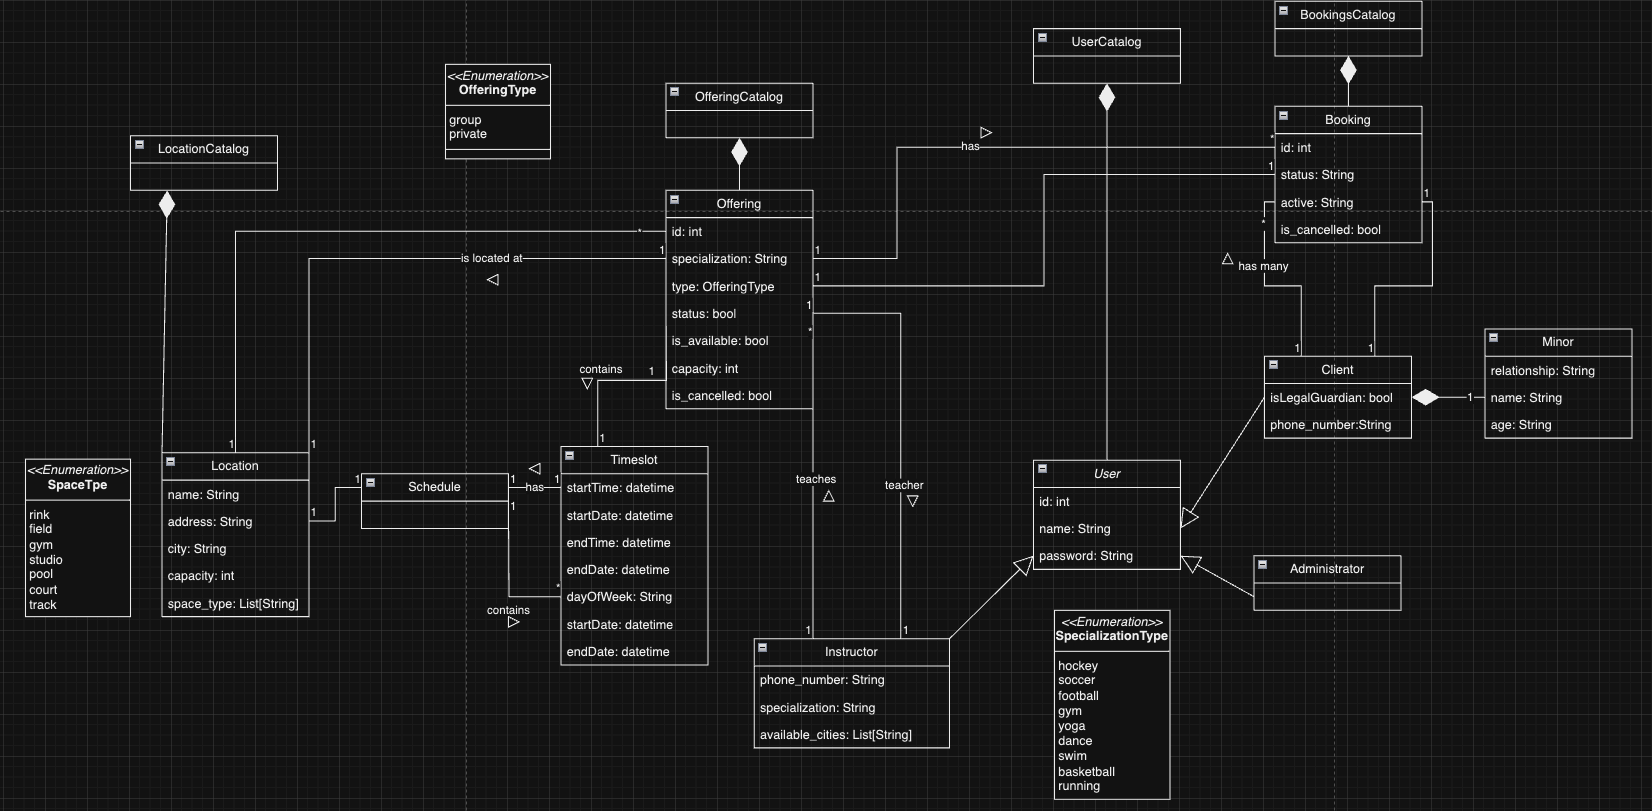 BookingsCatalog
UserCatalog
<<Enumeration>>
OfferingType
group
private
OfferingCatalog
LocationCatalog
Booking
id: int
status: String
active: String
is_cancelled: bool
*
1
1
*
has
has many
1
1
Offering
id: int
specialization: String
type: OfferingType
status: bool
is_available: bool
capacity: int
is_cancelled: bool
*
1
1
1
1
*
1
is located at
contains
1
1
1
Minor
relationship: String
name: String
age: String
Client
isLegalGuardian: bool
phone_number:String
1
<<Enumeration>>
SpaceTpe
rink
field
gym
studio
pool
court
track
Location
name: String
address: String
city: String
capacity: int
space_type: List[String]
1
1
Schedule
1
1
has
1
*
contains
Timeslot
startTime: datetime
startDate: datetime
endTime: datetime
endDate: datetime
dayOfWeek: String
startDate: datetime
endDate: datetime
teaches
teacher
1
1
User
id: int
name: String
password: String
Administrator
Instructor
phone_number: String
specialization: String
available_cities: List[String]
<<Enumeration>>
SpecializationType
hockey
soccer
football
gym
yoga
dance
swim
basketball
running